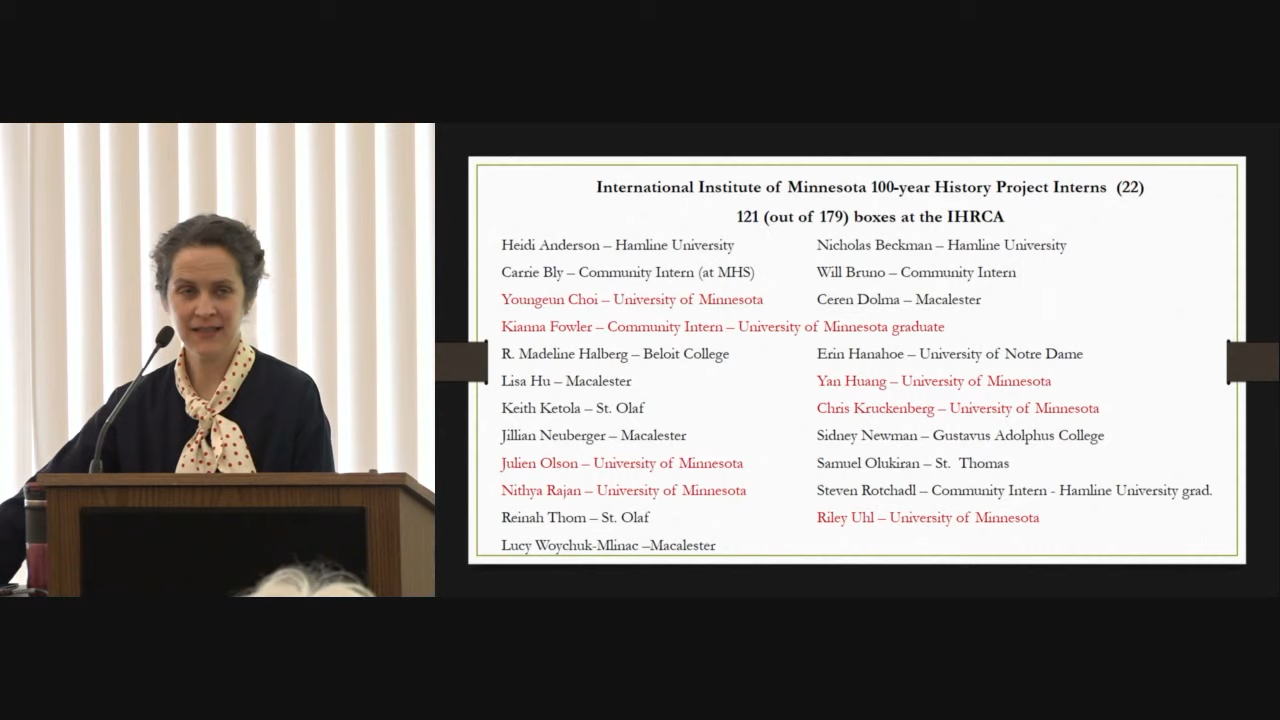 International Institute of Minnesota 100-year History Project Interns (22)
121 (out of 179) boxes at the IHRCA
Heidi Anderson – Hamline University Nicholas Beckman – Hamline University
Carrie Bly – Community Intern (at MHS) Will Bruno – Community Intern
Youngeun Choi – University of Minnesota Ceren Dolma – Macalester
Kianna Fowler – Community Intern – University of Minnesota graduate
R. Madeline Halberg – Beloit College Erin Hanahoe – University of Notre Dame
Lisa Hu – Macalester Yan Huang – University of Minnesota
Keith Ketola – St. Olaf Chris Kruckenberg – University of Minnesota
Jillian Neuberger – Macalester Sidney Newman – Gustavus Adolphus College
Julien Olson – University of Minnesota Samuel Olukiran – St. Thomas
Nithya Rajan – University of Minnesota Steven Rotchadl – Community Intern - Hamline University grad.
Reinah Thom – St. Olaf Riley Uhl – University of Minnesota
Lucy Woychuk-Mlinac –Macalester